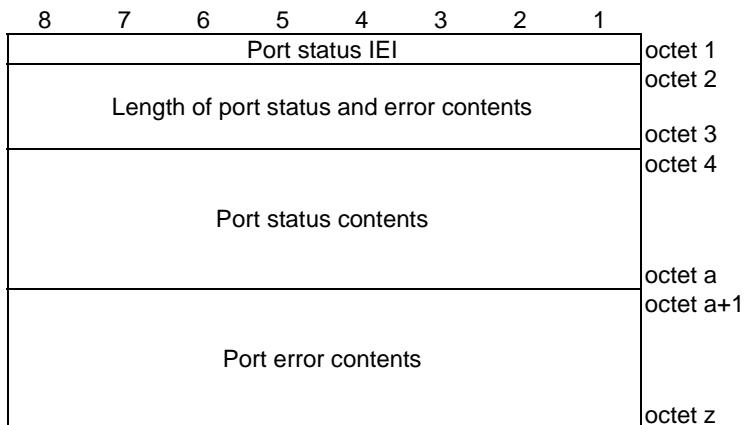 8 7 6 5 4 3 2 1
Port status IEI octet 1
octet 2
Length of port status and error contents
octet 3
octet 4
Port status contents
octet a
octet a+1
Port error contents
octet z